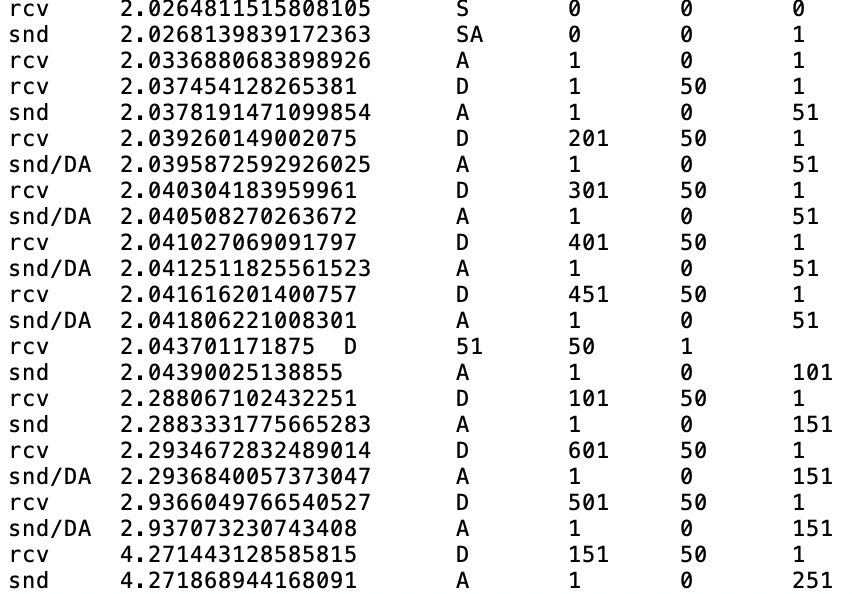 rcv 2.0264811515808105 S 0 0 0
snd 2.0268139839172363 SA 0 0 1
rcv 2.0336880683898926 A 1 0 1
rcv 2.037454128265381 D 1 50 1
snd 2.0378191471099854 A 1 0 51
rcv 2.039260149002075 D 201 50 1
snd/DA 2.0395872592926025 A 1 0 51
rcv 2.040304183959961 D 301 50 1
snd/DA 2.040508270263672 A 1 0 51
rcv 2.041027069091797 D 401 50 1
snd/DA 2.0412511825561523 A 1 0 51
rcv 2.041616201400757 D 451 50 1
snd/DA 2.041806221008301 A 1 0 51
rcv 2.043701171875 D 51 50 1
snd 2.04390025138855 A 1 0 101
rcv 2.288067102432251 D 101 50 1
snd 2.2883331775665283 A 1 0 151
rcv 2.2934672832489014 D 601 50 1
snd/DA 2.2936840057373047 A 1 0 151
rcv 2.9366049766540527 D 501 50 1
snd/DA 2.937073230743408 A 1 0 151
rcv 4.271443128585815 D 151 50 1
snd 4.271868944168091 A 1 0 251